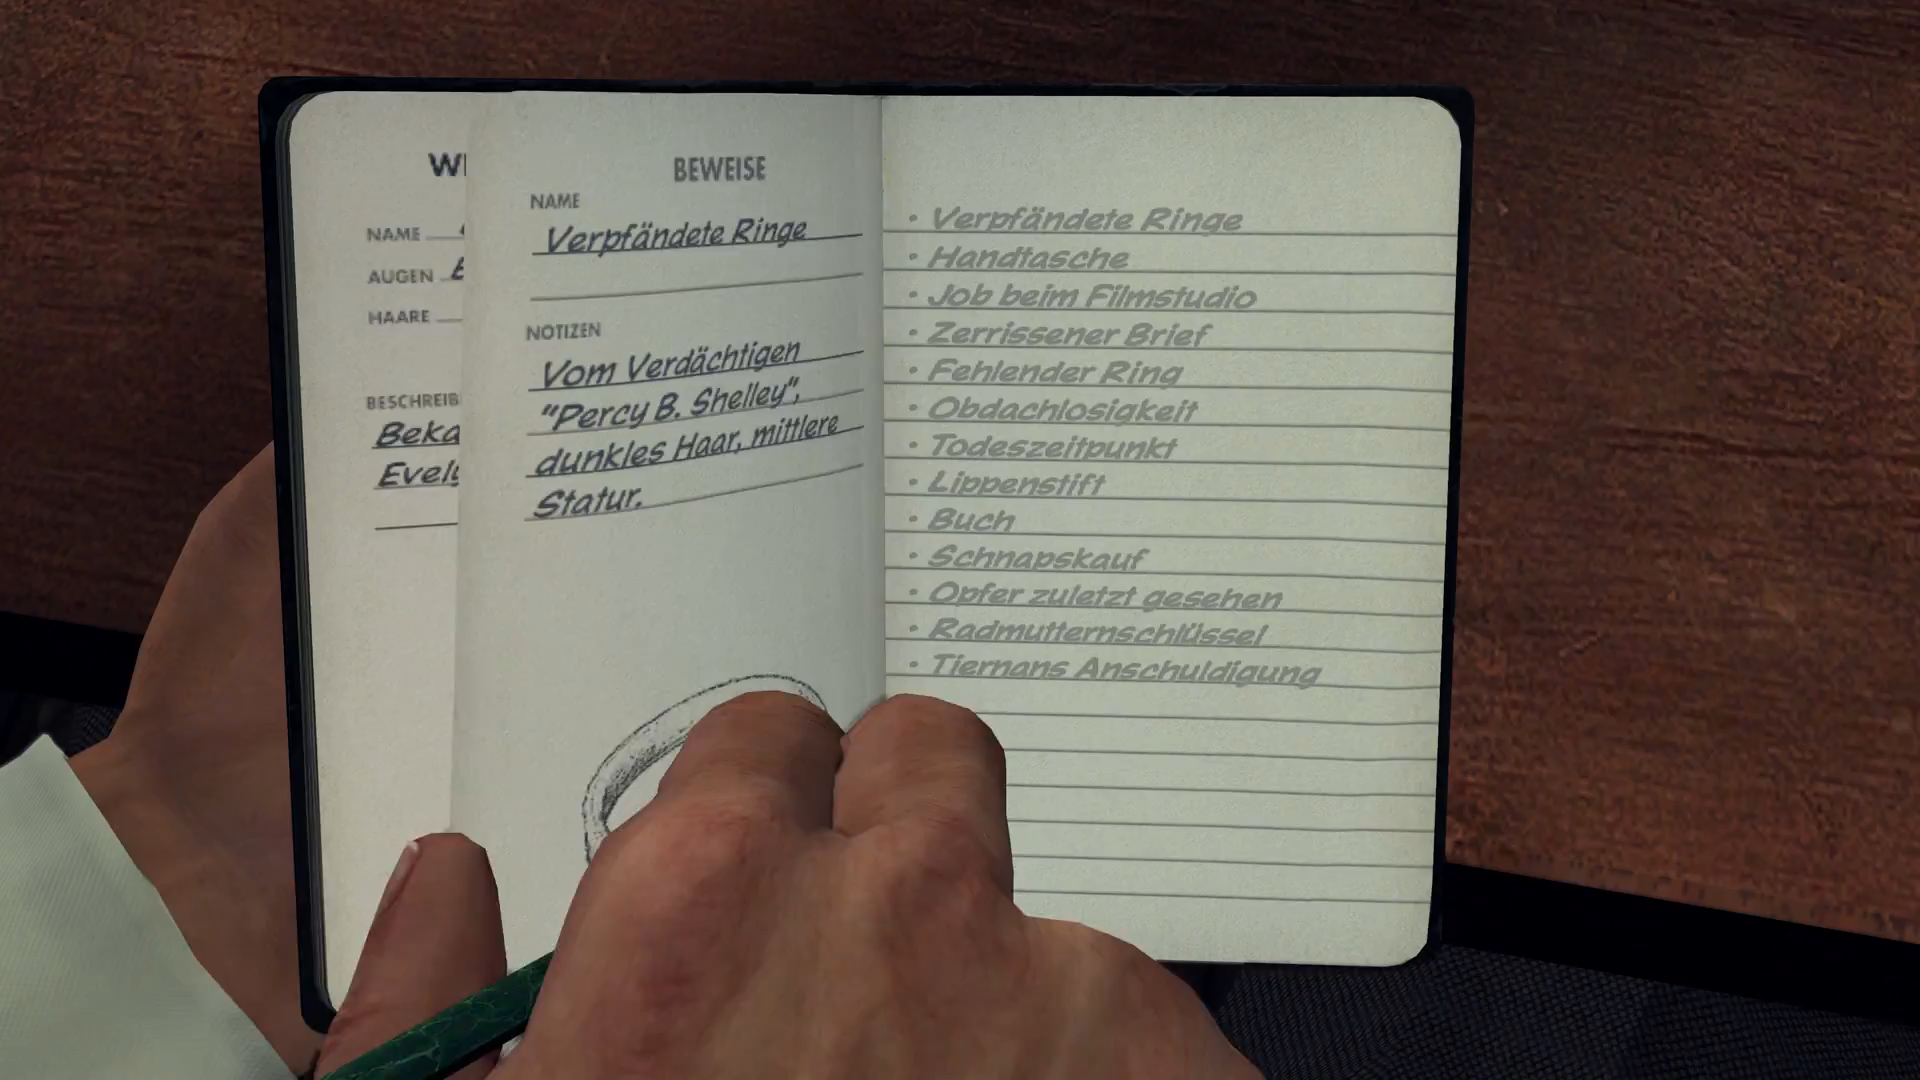 NAME
AUGEN
HAARE
BEWEISE
NAME
Verpfändete Ringe
NOTIZEN
Vom Verdächtigen
"Percy B. Shelley",
dunkles Haar, mittlere
Statur.
• Verpfändete Ringe
• Handtasche
• Job beim Filmstudio
• Zerrissener Brief
• Fehlender Ring
• Obdachlosigkeit
• Todeszeitpunkt
• Lippenstift
• Buch
• Schnapskauf
• Opfer zuletzt gesehen
• Radmutternschlüssel
• Tiernans Anschuldigung